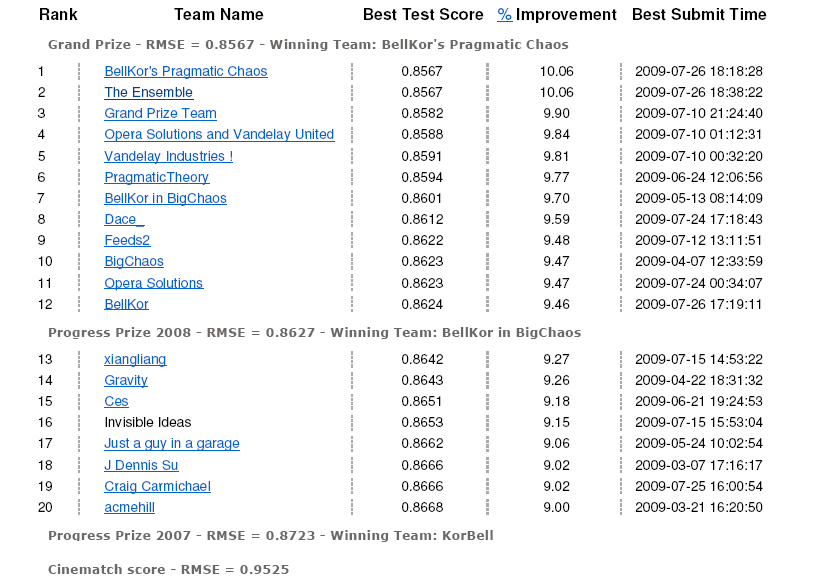 Rank Team Name Best Test Score % Improvement Best Submit Time
Grand Prize - RMSE = 0.8567 - Winning Team: BellKor's Pragmatic Chaos
1 BellKor's Pragmatic Chaos 0.8567 10.06 2009-07-26 18:18:28
2 The Ensemble 0.8567 10.06 2009-07-26 18:38:22
3 Grand Prize Team 0.8582 9.90 2009-07-10 21:24:40
4 Opera Solutions and Vandelay United 0.8588 9.84 2009-07-10 01:12:31
5 Vandelay Industries ! 0.8591 9.81 2009-07-10 00:32:20
6 PragmaticTheory 0.8594 9.77 2009-06-24 12:06:56
7 BellKor in BigChaos 0.8601 9.70 2009-05-13 08:14:09
8 Dace_ 0.8612 9.59 2009-07-24 17:18:43
9 Feeds2 0.8622 9.48 2009-07-12 13:11:51
10 BigChaos 0.8623 9.47 2009-04-07 12:33:59
11 Opera Solutions 0.8623 9.47 2009-07-24 00:34:07
12 BellKor 0.8624 9.46 2009-07-26 17:19:11
Progress Prize 2008 - RMSE = 0.8627 - Winning Team: BellKor in BigChaos
13 xiangliang 0.8642 9.27 2009-07-15 14:53:22
14 Gravity 0.8643 9.26 2009-04-22 18:31:32
15 Ces 0.8651 9.18 2009-06-21 19:24:53
16 Invisible Ideas 0.8653 9.15 2009-07-15 15:53:04
17 Just a guy in a garage 0.8662 9.06 2009-05-24 10:02:54
18 J Dennis Su 0.8666 9.02 2009-03-07 17:16:17
19 Craig Carmichael 0.8666 9.02 2009-07-25 16:00:54
20 acmehill 0.8668 9.00 2009-03-21 16:20:50
Progress Prize 2007 - RMSE = 0.8723 - Winning Team: KorBell
Cinematch score - RMSE = 0.9525